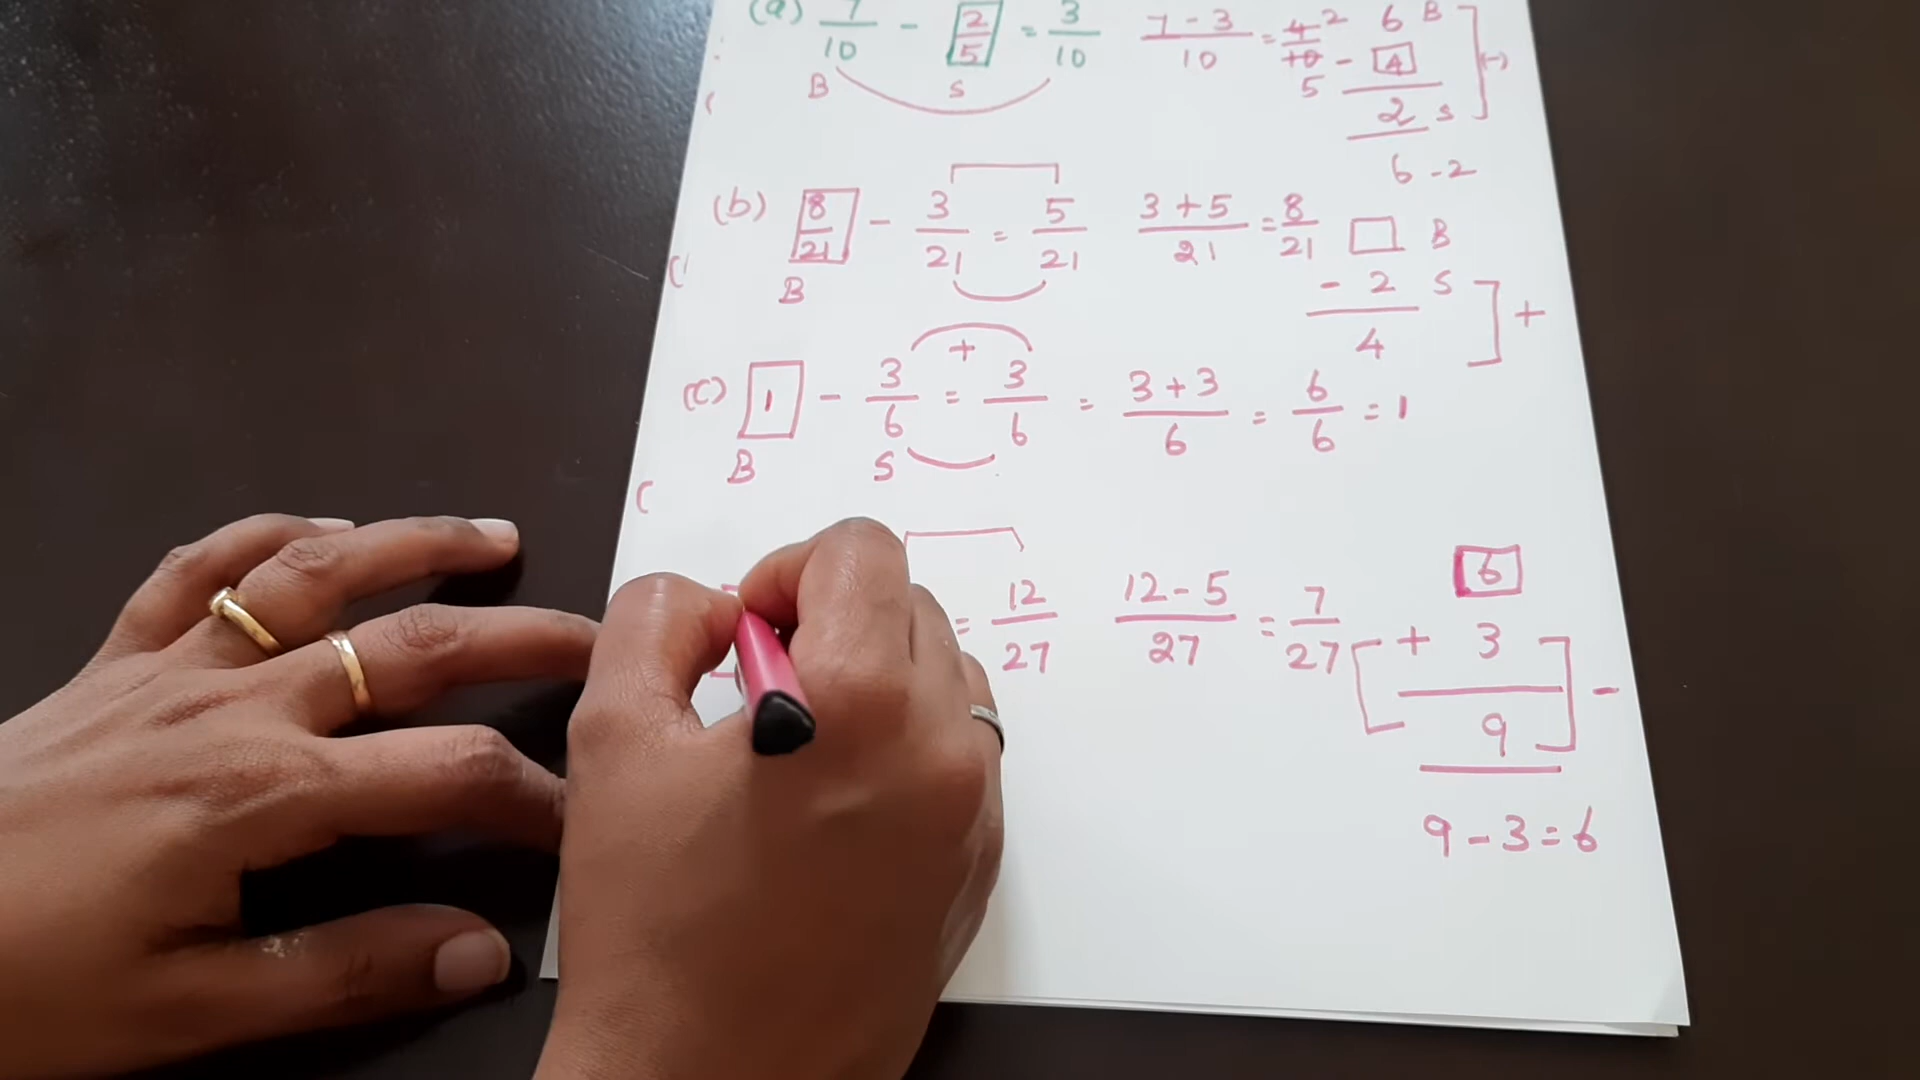 (a) 7/10 - 2/5 = 3/10 7-3/10 = 4/10 2/5
6 B
- 4 (-)
2 S
6 - 2
B S
(b) 8/21 - 3/21 = 5/21 3+5/21 = 8/21
B
B
- 2 S
4 +
+
(c) 1 - 3/6 = 3/6 = 3+3/6 = 6/6 = 1
B S
= 12/27 12-5/27 = 7/27
6
+ 3 -
9
9-3=6